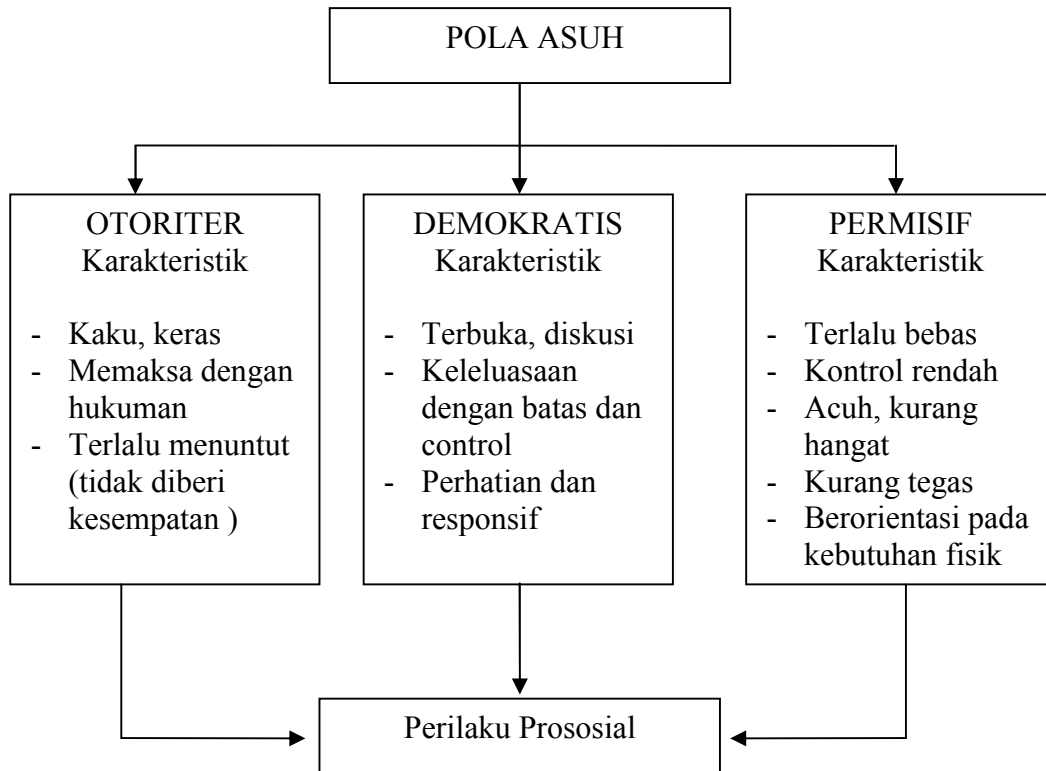 POLA ASUH
OTORITER
Karakteristik
- Kaku, keras
- Memaksa dengan
hukuman
- Terlalu menuntut
(tidak diberi
kesempatan )
DEMOKRATIS
Karakteristik
- Terbuka, diskusi
- Keleluasaan
dengan batas dan
control
- Perhatian dan
responsif
PERMISIF
Karakteristik
- Terlalu bebas
- Kontrol rendah
- Acuh, kurang
hangat
- Kurang tegas
- Berorientasi pada
kebutuhan fisik
Perilaku Prososial